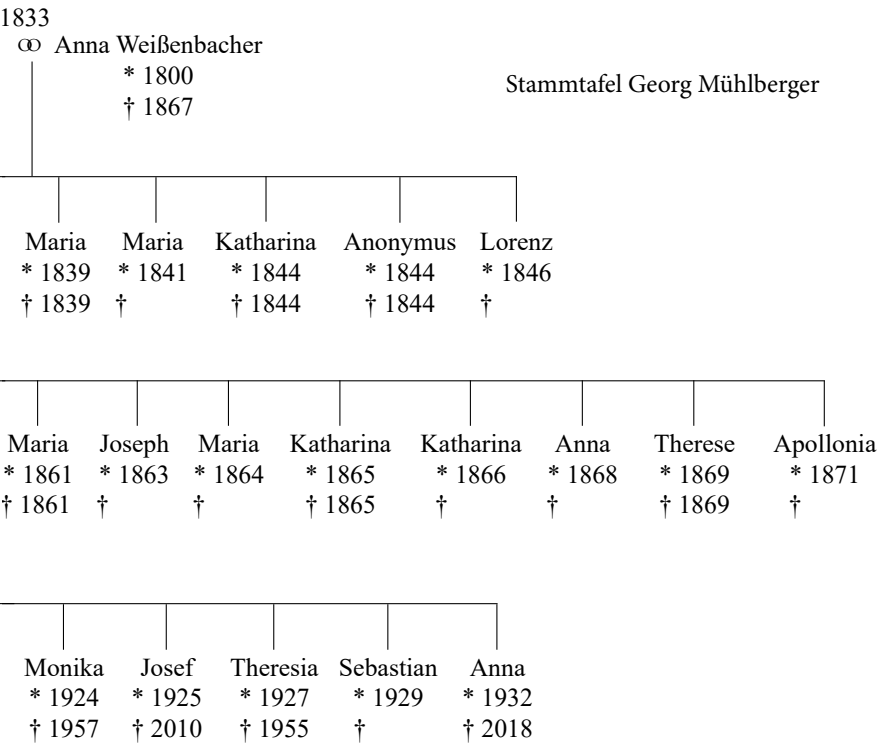 1833
⚭ Anna Weißenbacher
* 1800
† 1867
Stammtafel Georg Mühlberger
Maria Maria Katharina Anonymus Lorenz
* 1839 * 1841 * 1844 * 1844 * 1846
† 1839 † † 1844 † 1844 †
Maria Joseph Maria Katharina Katharina Anna Therese Apollonia
* 1861 * 1863 * 1864 * 1865 * 1866 * 1868 * 1869 * 1871
† 1861 † † † 1865 † † † 1869 †
Monika Josef Theresia Sebastian Anna
* 1924 * 1925 * 1927 * 1929 * 1932
† 1957 † 2010 † 1955 † † 2018